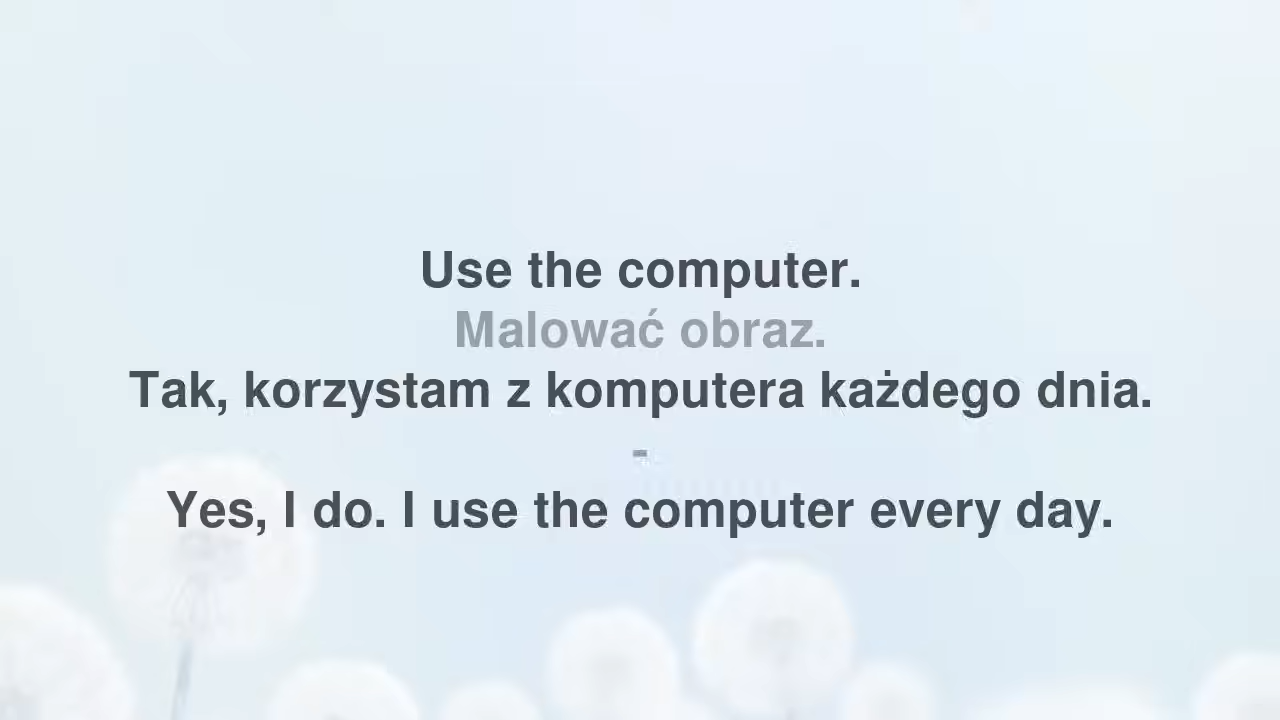 Use the computer.
Malować obraz.
Tak, korzystam z komputera każdego dnia.
-
Yes, I do. I use the computer every day.